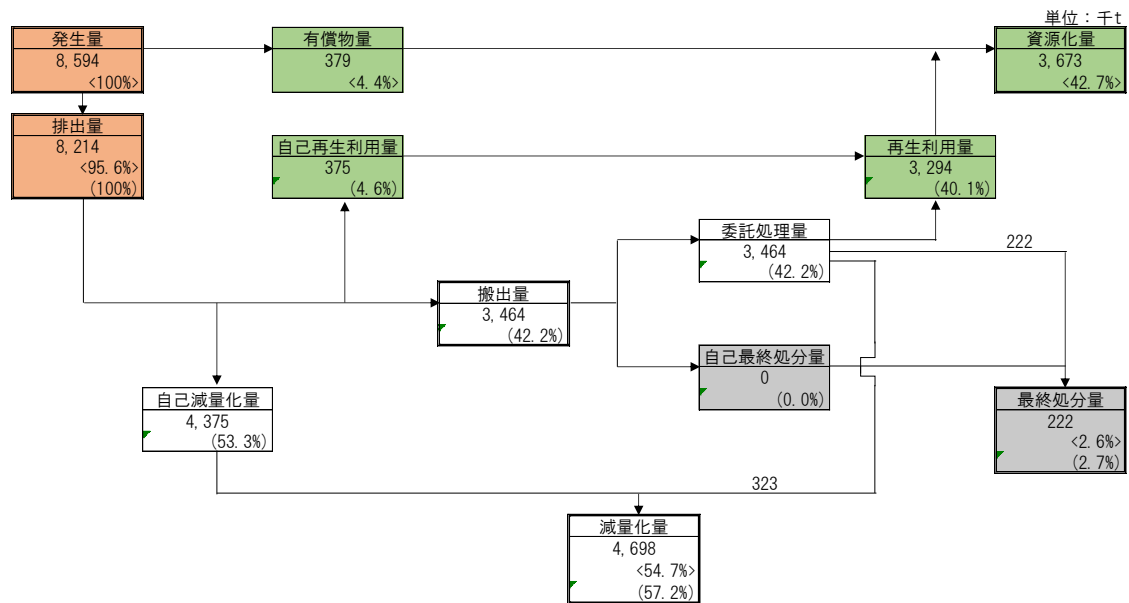 単位：千t
発生量
8,594
<100%>
有償物量
379
<4.4%>
資源化量
3,673
<42.7%>
排出量
8,214
<95.6%>
(100%)
自己再生利用量
375
(4.6%)
再生利用量
3,294
(40.1%)
委託処理量
3,464
(42.2%)
222
搬出量
3,464
(42.2%)
自己最終処分量
0
(0.0%)
自己減量化量
4,375
(53.3%)
最終処分量
222
<2.6%>
(2.7%)
323
減量化量
4,698
<54.7%>
(57.2%)